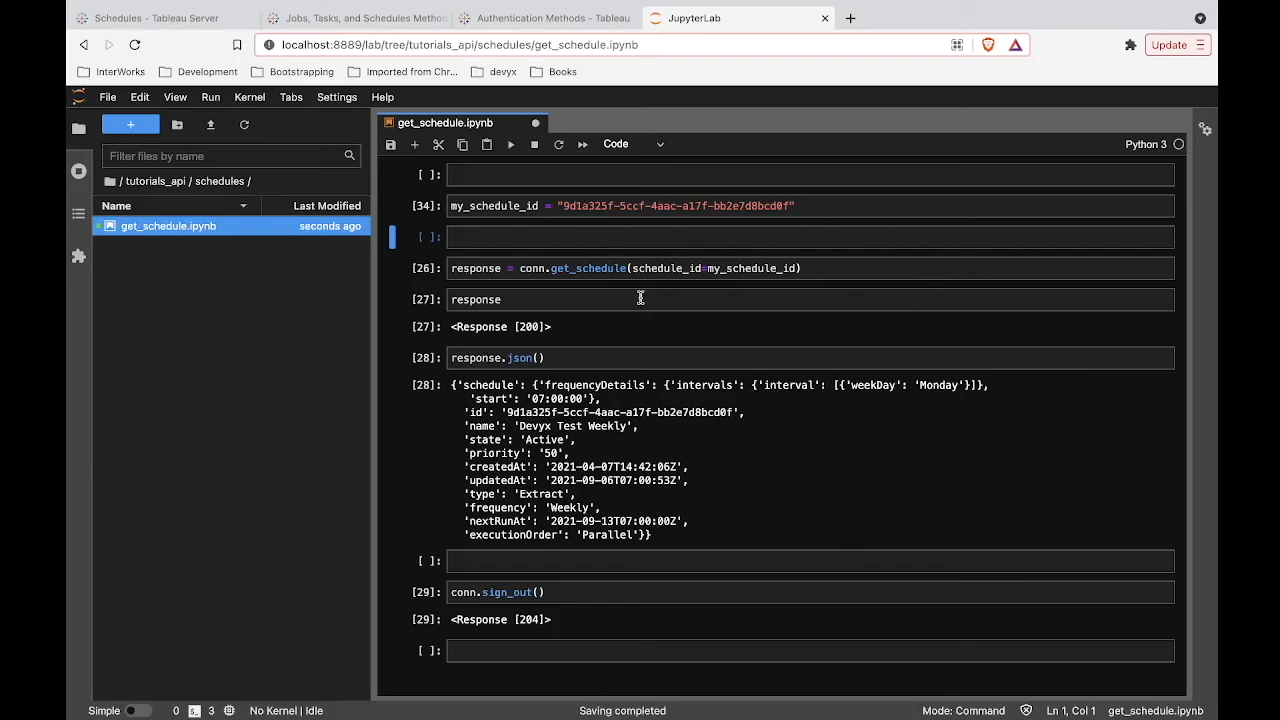 Schedules - Tableau Server
Jobs, Tasks, and Schedules Metho
Authentication Methods - Tableau
JupyterLab
localhost:8889/lab/tree/tutorials_api/schedules/get_schedule.ipynb
Update
InterWorks
Development
Bootstrapping
Imported from Chr...
devyx
Books
File Edit View Run Kernel Tabs Settings Help
get_schedule.ipynb
Code
Python 3
Filter files by name
/ tutorials_api / schedules /
Name
Last Modified
get_schedule.ipynb
seconds ago
[ ]:
[34]: my_schedule_id = "9d1a325f-5ccf-4aac-a17f-bb2e7d8bcd0f"
[ ]:
[26]: response = conn.get_schedule(schedule_id=my_schedule_id)
[27]: response
[27]: <Response [200]>
[28]: response.json()
[28]: {'schedule': {'frequencyDetails': {'intervals': {'interval': [{'weekDay': 'Monday'}]},
'start': '07:00:00'},
'id': '9d1a325f-5ccf-4aac-a17f-bb2e7d8bcd0f',
'name': 'Devyx Test Weekly',
'state': 'Active',
'priority': '50',
'createdAt': '2021-04-07T14:42:06Z',
'updatedAt': '2021-09-06T07:00:53Z',
'type': 'Extract',
'frequency': 'Weekly',
'nextRunAt': '2021-09-13T07:00:00Z',
'executionOrder': 'Parallel'}}
[ ]:
[29]: conn.sign_out()
[29]: <Response [204]>
[ ]:
Simple 0 3 No Kernel | Idle
Saving completed
Mode: Command
Ln 1, Col 1
get_schedule.ipynb